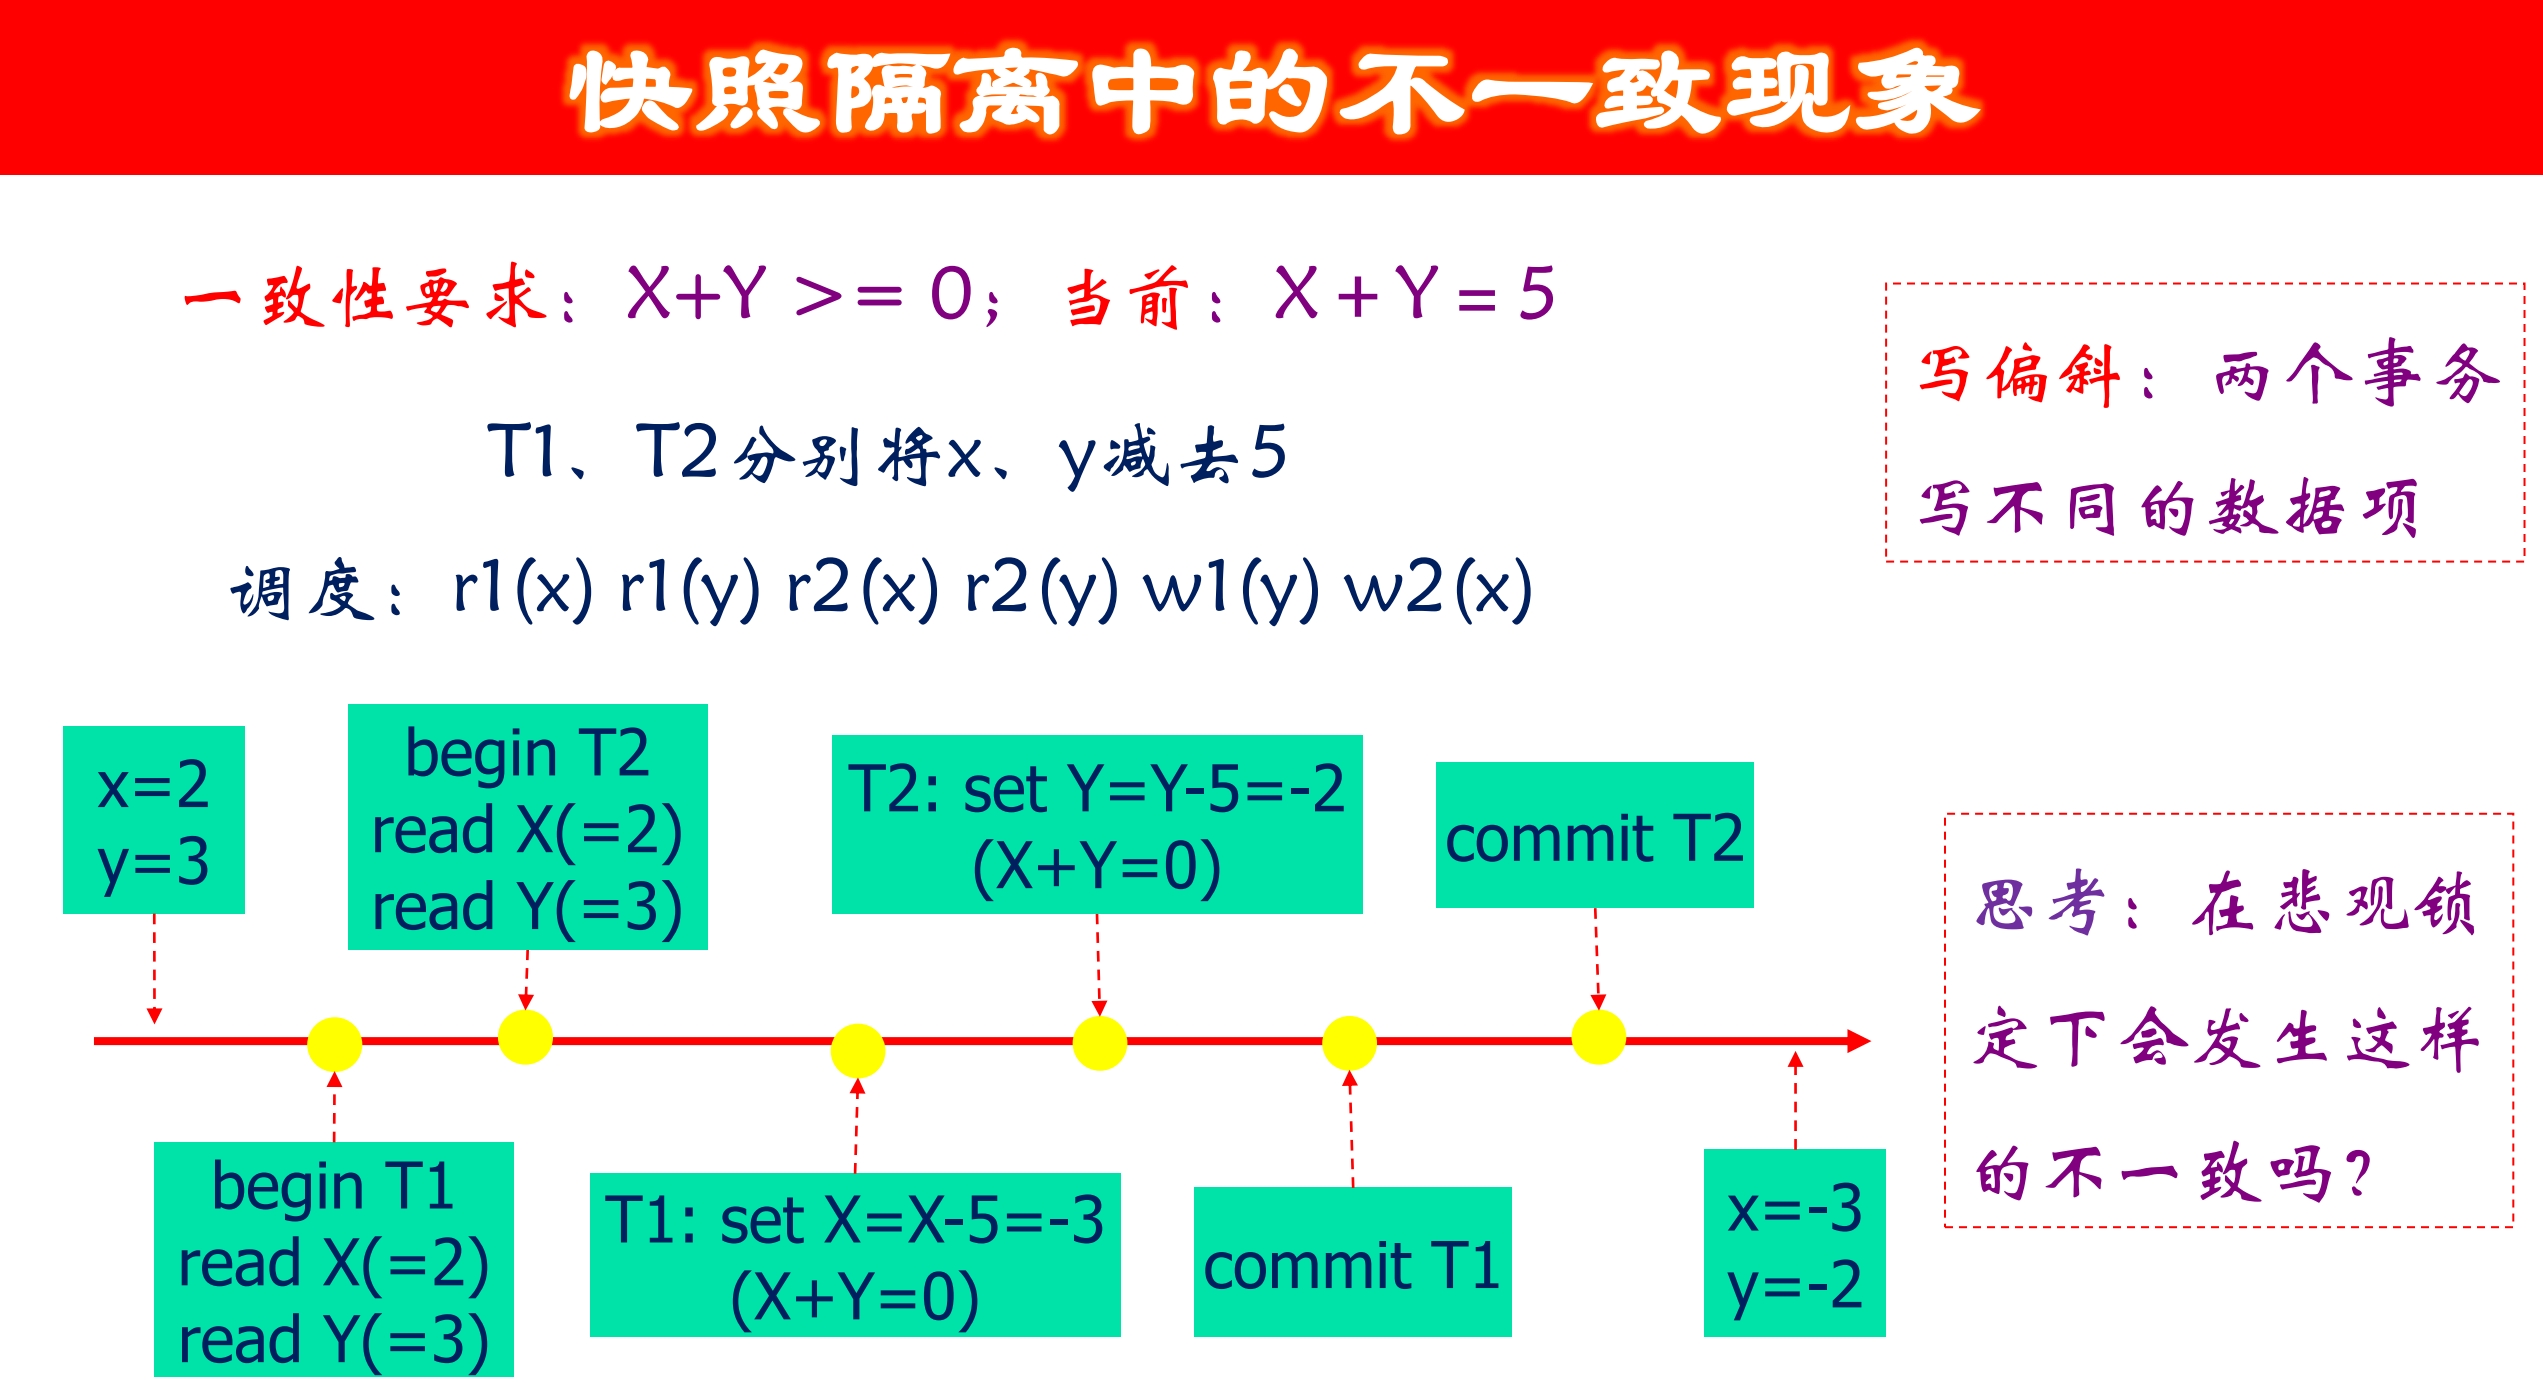 快照隔离中的不一致现象
一致性要求：X+Y >= 0；当前：X + Y = 5
T1、T2分别将x、y减去5
调度：r1(x) r1(y) r2(x) r2(y) w1(y) w2(x)
写偏斜：两个事务
写不同的数据项
x=2
y=3
begin T2
read X(=2)
read Y(=3)
T2: set Y=Y-5=-2
(X+Y=0)
commit T2
begin T1
read X(=2)
read Y(=3)
T1: set X=X-5=-3
(X+Y=0)
commit T1
x=-3
y=-2
思考：在悲观锁
定下会发生这样
的不一致吗？